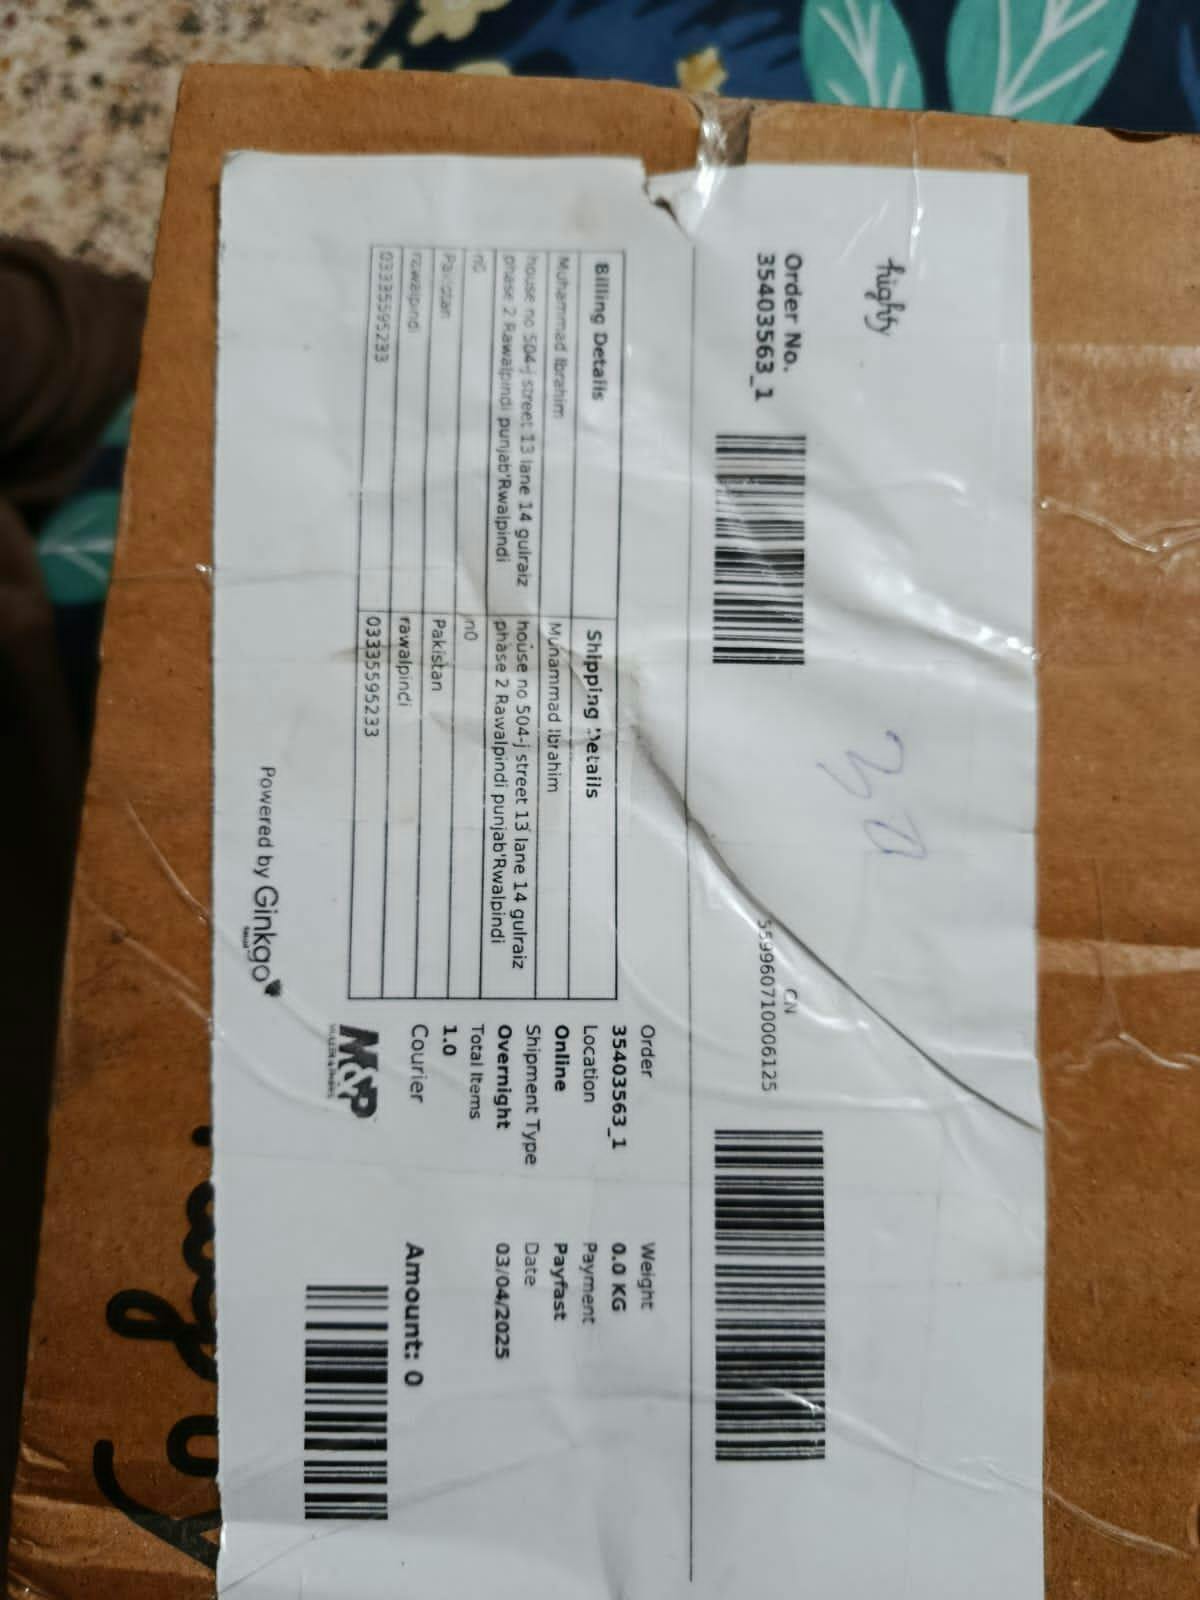 highfy
Order No.
35403563_1
CN
5599607100061​25
Billing Details
Shipping Details
Muhammad Ibrahim
Muhammad Ibrahim
house no 504-j street 13 lane 14 gulraiz
phase 2 Rawalpindi punjab'Rwalpindi
house no 504-j street 13 lane 14 gulraiz
phase 2 Rawalpindi punjab'Rwalpindi
n0
n0
Pakistan
Pakistan
rawalpindi
rawalpindi
03335595233
03335595233
Order
35403563_1
Location
Online
Shipment Type
Overnight
Total Items
1.0
Courier
M&P
Weight
0.0 KG
Payment
Payfast
Date
03/04/2025
Amount: 0
Powered by Ginkgo